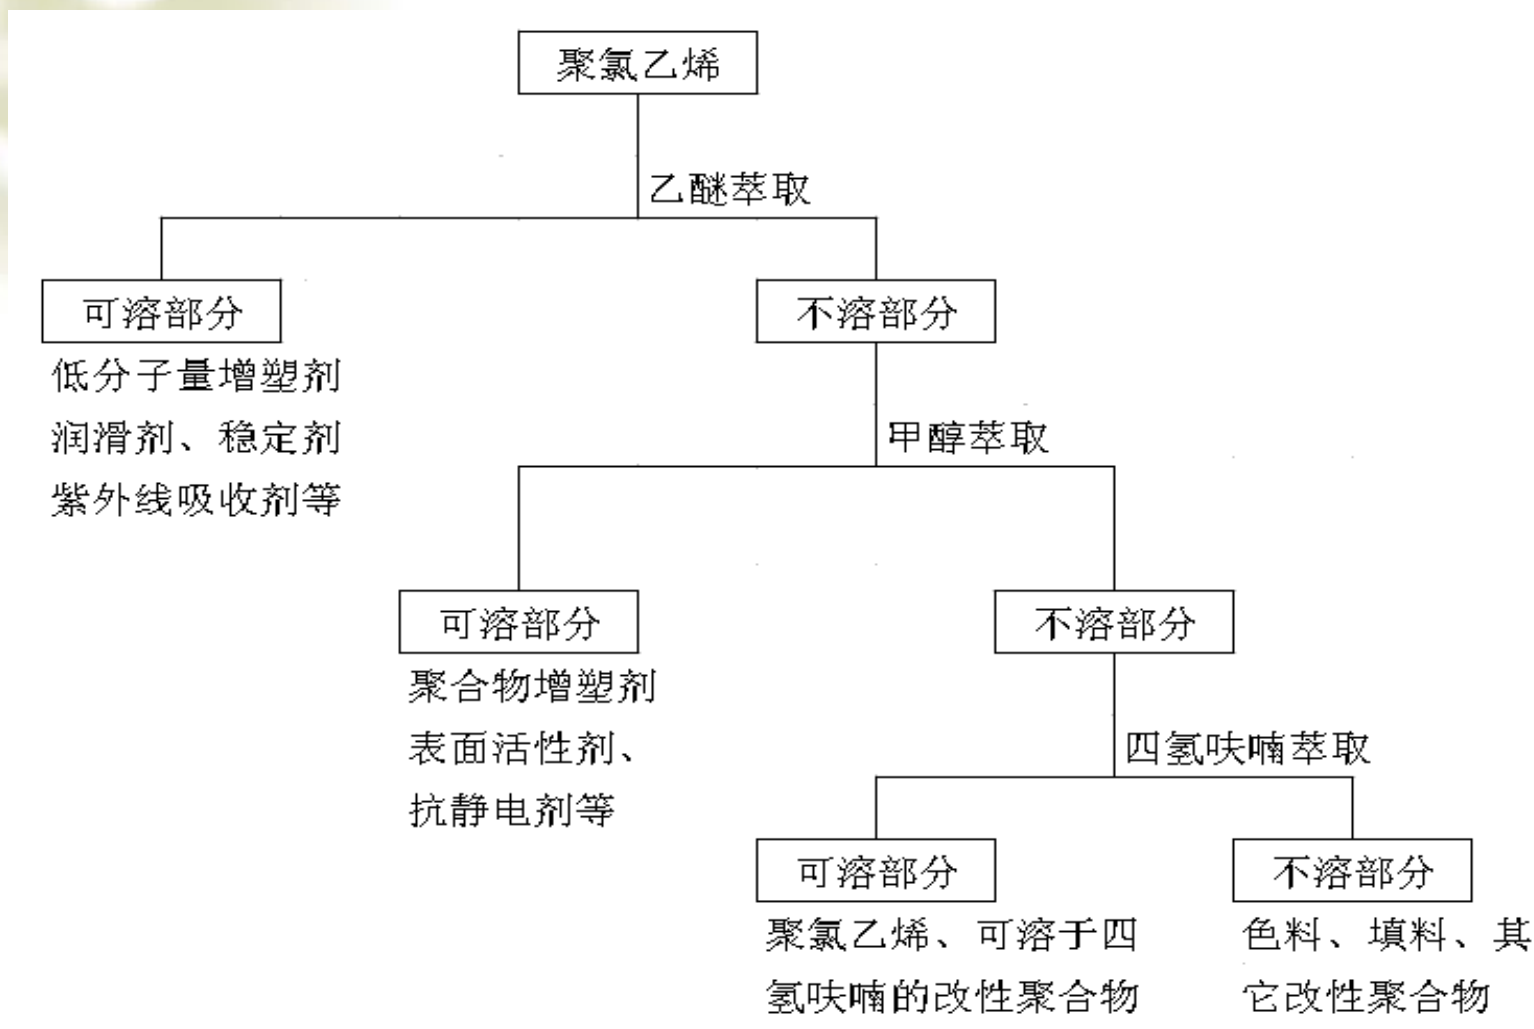 聚氯乙烯
乙醚萃取
可溶部分
不溶部分
低分子量增塑剂
润滑剂、稳定剂
紫外线吸收剂等
甲醇萃取
可溶部分
不溶部分
聚合物增塑剂
表面活性剂、
抗静电剂等
四氢呋喃萃取
可溶部分
不溶部分
聚氯乙烯、可溶于四
氢呋喃的改性聚合物
色料、填料、其
它改性聚合物